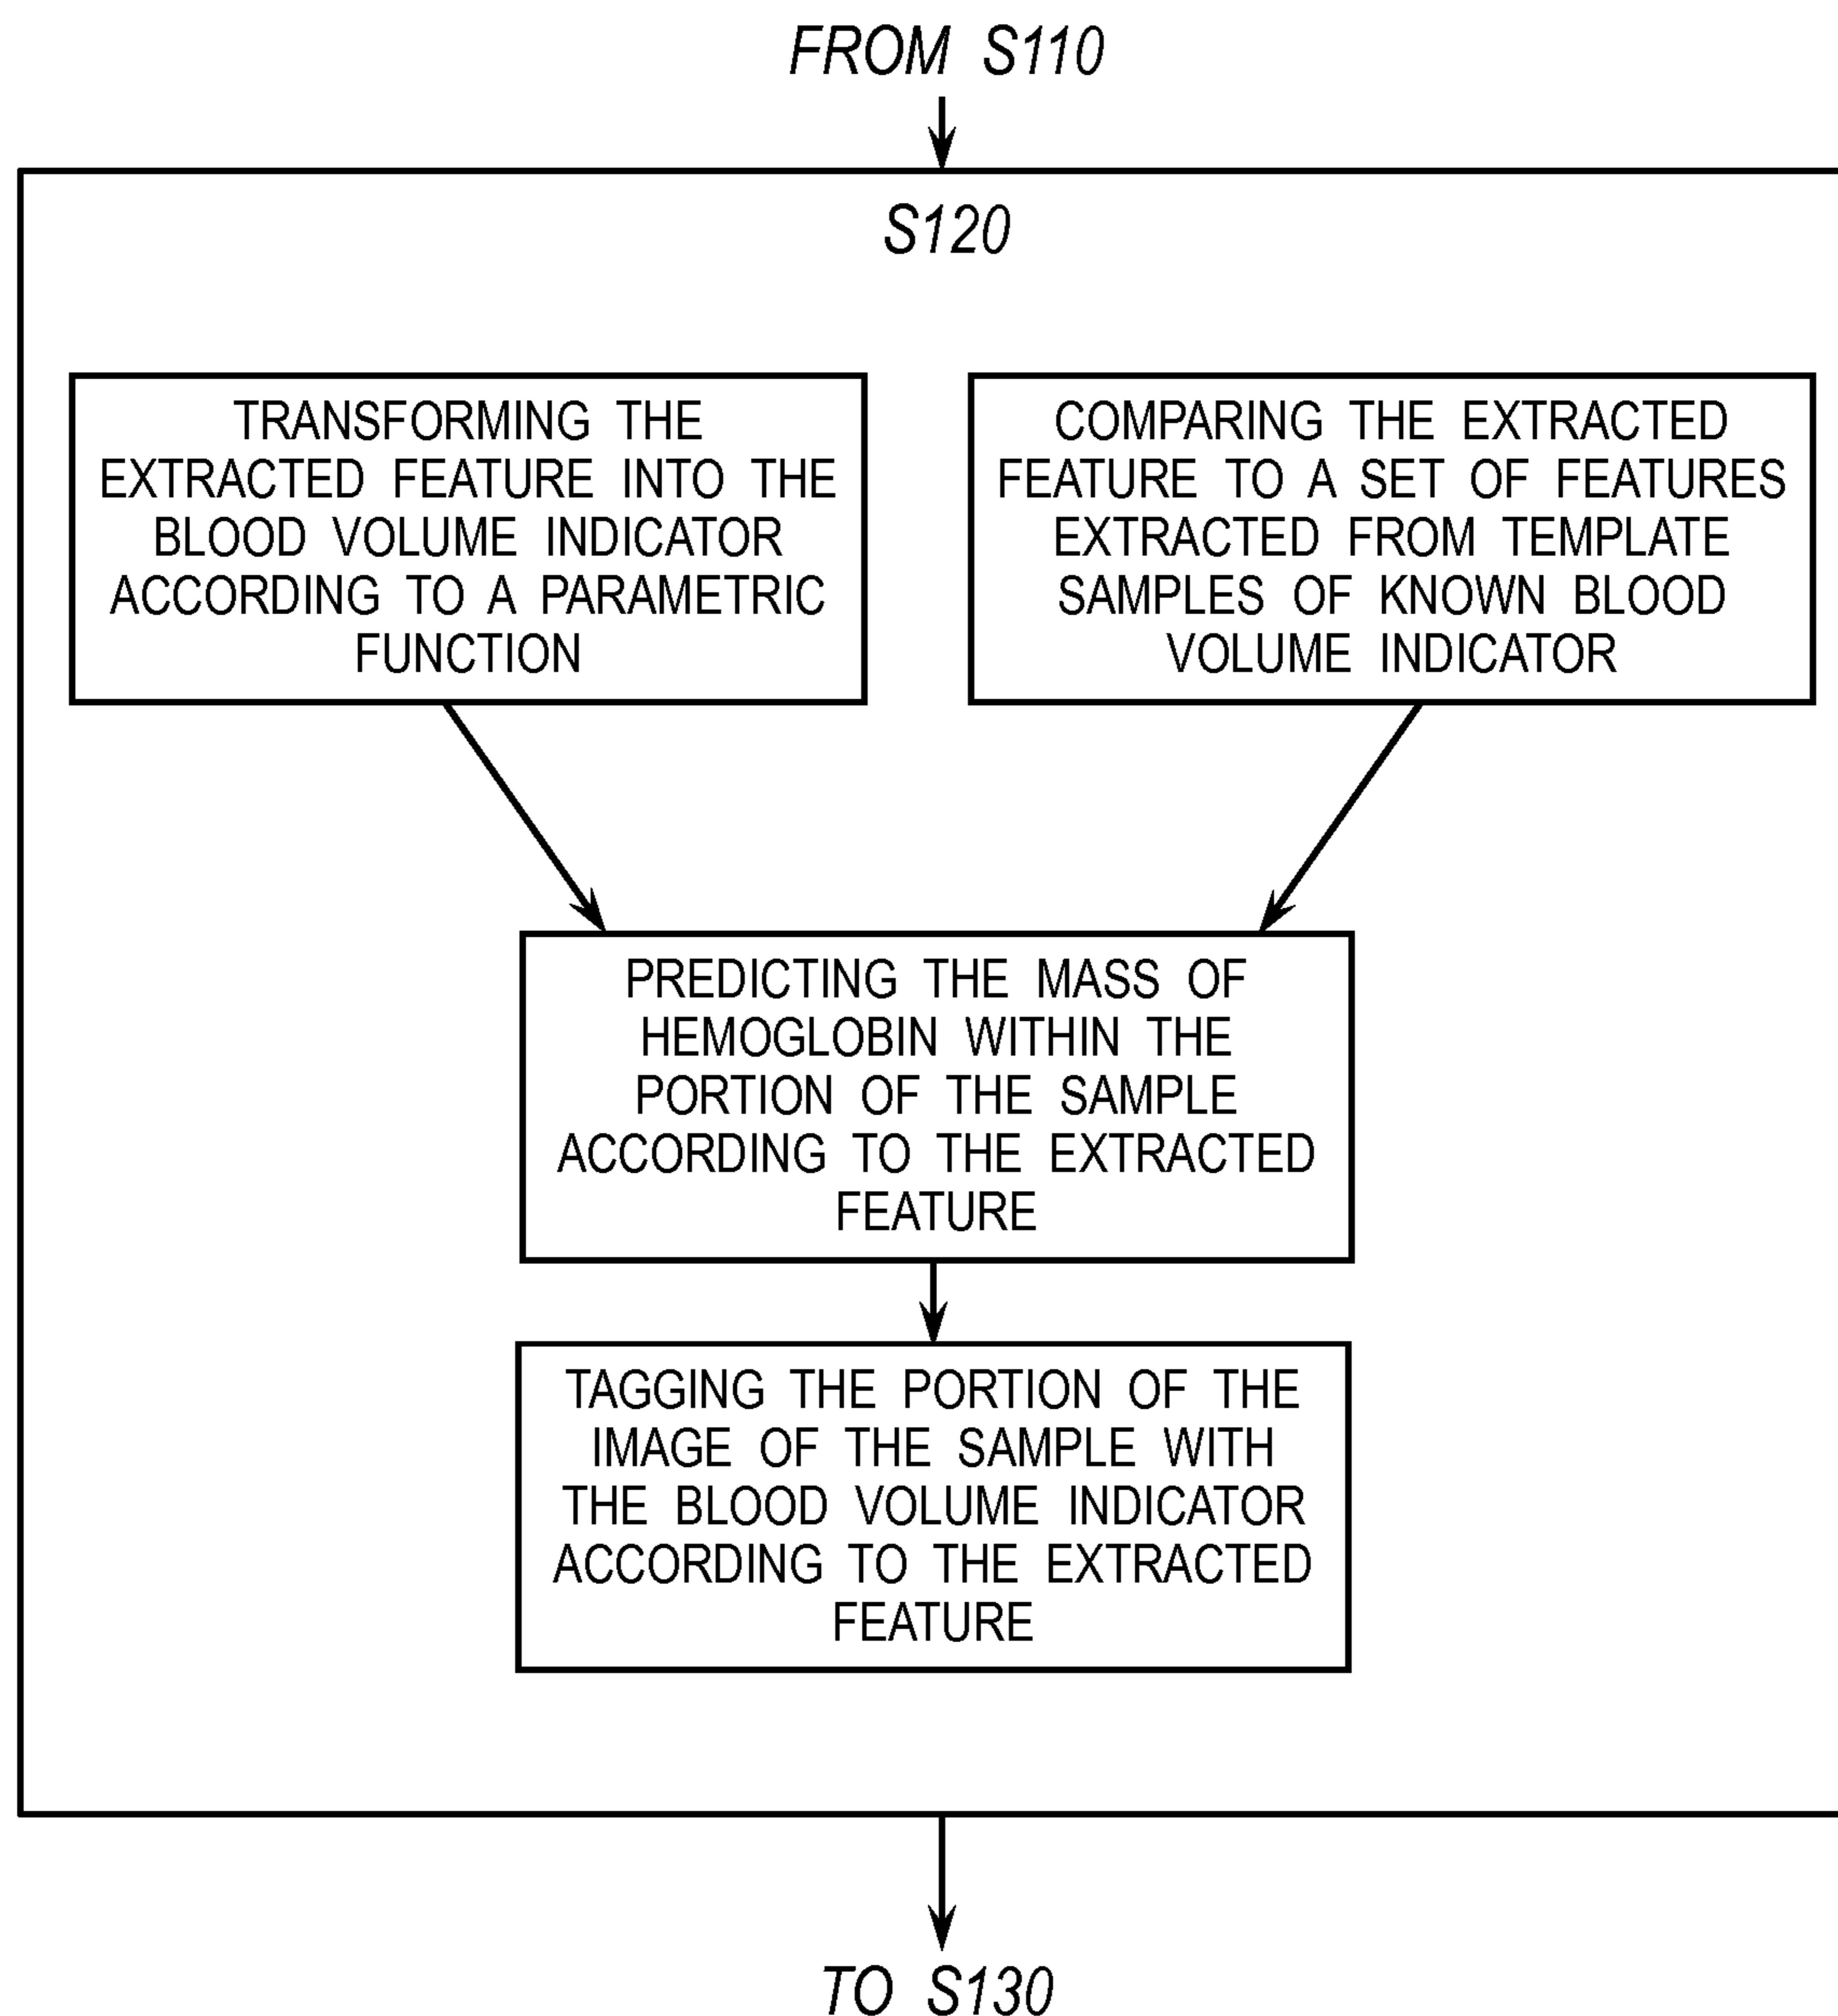 FROM S110
S120
TRANSFORMING THE
EXTRACTED FEATURE INTO THE
BLOOD VOLUME INDICATOR
ACCORDING TO A PARAMETRIC
FUNCTION
COMPARING THE EXTRACTED
FEATURE TO A SET OF FEATURES
EXTRACTED FROM TEMPLATE
SAMPLES OF KNOWN BLOOD
VOLUME INDICATOR
PREDICTING THE MASS OF
HEMOGLOBIN WITHIN THE
PORTION OF THE SAMPLE
ACCORDING TO THE EXTRACTED
FEATURE
TAGGING THE PORTION OF THE
IMAGE OF THE SAMPLE WITH
THE BLOOD VOLUME INDICATOR
ACCORDING TO THE EXTRACTED
FEATURE
TO S130